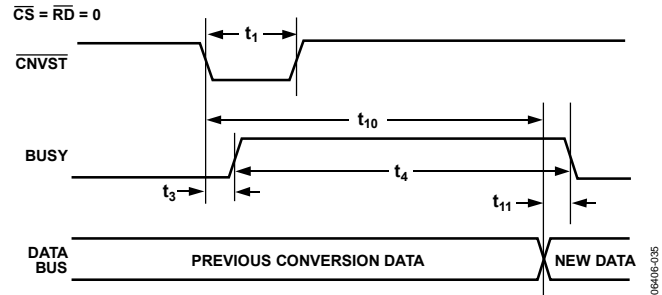 CS = RD = 0
t1
CNVST
t10
BUSY
t4
t3
t11
DATA
BUS
PREVIOUS CONVERSION DATA
NEW DATA
06406-035